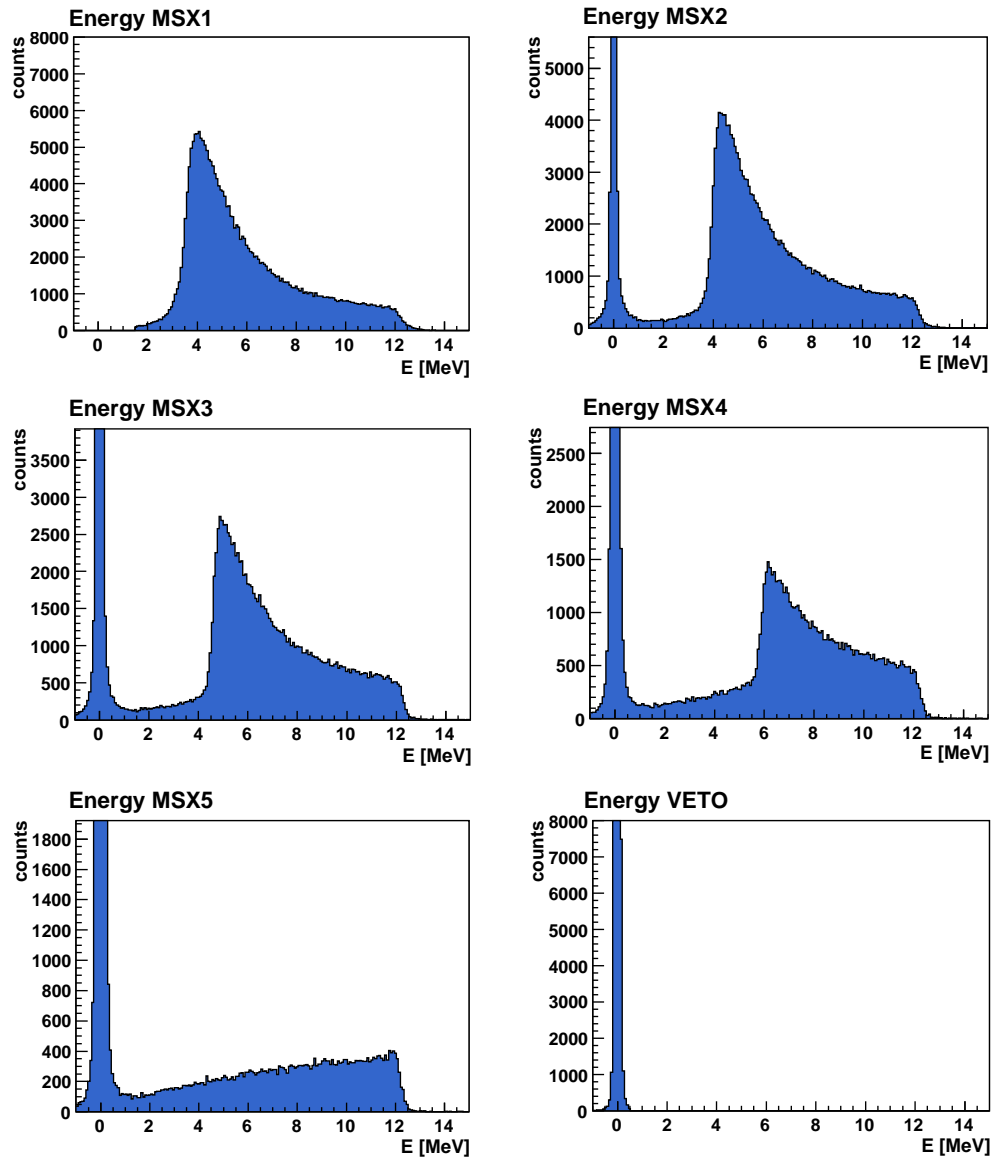 Energy MSX1
counts
8000
7000
6000
5000
4000
3000
2000
1000
0
0 2 4 6 8 10 12 14
E [MeV]
Energy MSX2
counts
5000
4000
3000
2000
1000
0
0 2 4 6 8 10 12 14
E [MeV]
Energy MSX3
counts
3500
3000
2500
2000
1500
1000
500
0
0 2 4 6 8 10 12 14
E [MeV]
Energy MSX4
counts
2500
2000
1500
1000
500
0
0 2 4 6 8 10 12 14
E [MeV]
Energy MSX5
counts
1800
1600
1400
1200
1000
800
600
400
200
0
0 2 4 6 8 10 12 14
E [MeV]
Energy VETO
counts
8000
7000
6000
5000
4000
3000
2000
1000
0
0 2 4 6 8 10 12 14
E [MeV]